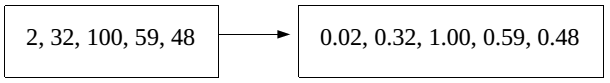 2, 32, 100, 59, 48
0.02, 0.32, 1.00, 0.59, 0.48